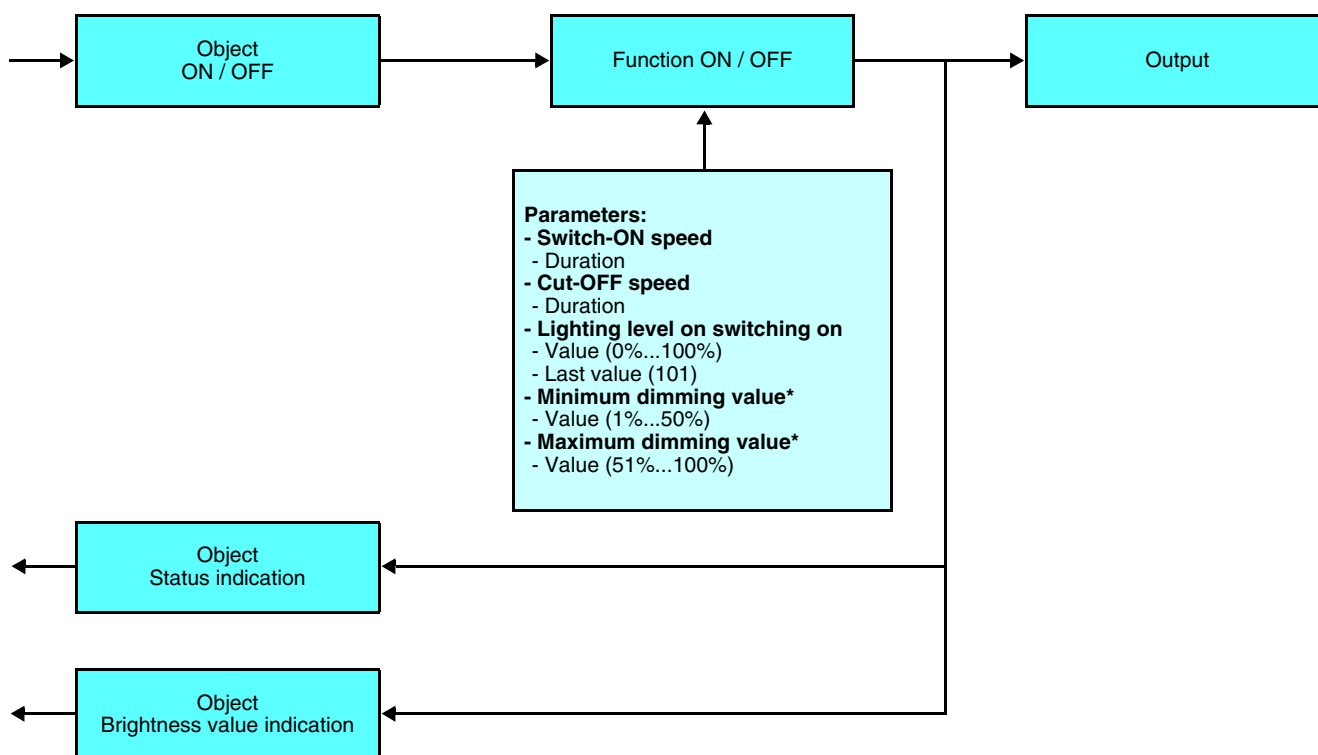 Object
ON / OFF
Function ON / OFF
Output
Parameters:
- Switch-ON speed
- Duration
- Cut-OFF speed
- Duration
- Lighting level on switching on
- Value (0%...100%)
- Last value (101)
- Minimum dimming value*
- Value (1%...50%)
- Maximum dimming value*
- Value (51%...100%)
Object
Status indication
Object
Brightness value indication